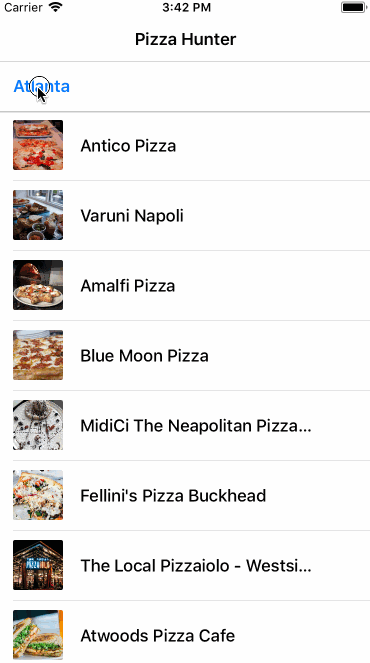 Carrier 3:42 PM
Pizza Hunter
Atlanta
Antico Pizza
Varuni Napoli
Amalfi Pizza
Blue Moon Pizza
MidiCi The Neapolitan Pizza...
Fellini's Pizza Buckhead
The Local Pizzaiolo - Westsi...
Atwoods Pizza Cafe